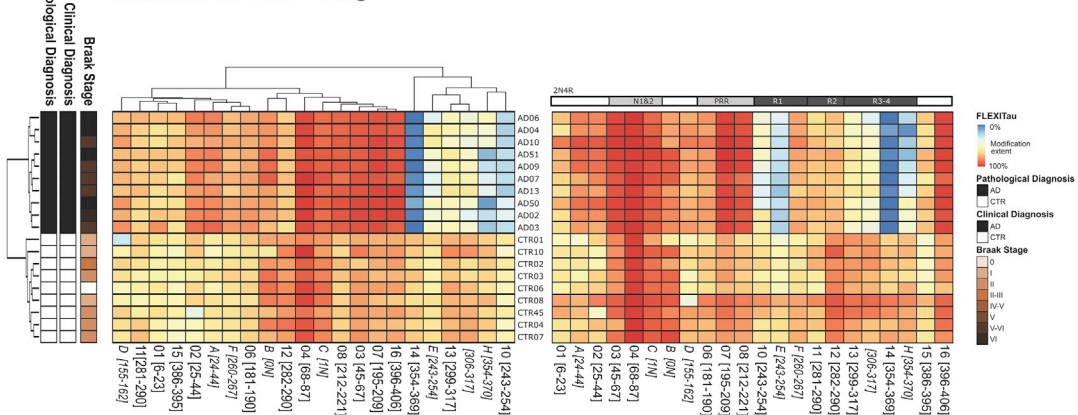 ological Diagnosis
Clinical Diagnosis
Braak Stage
AD06
AD04
AD10
AD51
AD09
AD07
AD13
AD50
AD02
AD03
CTR01
CTR10
CTR02
CTR03
CTR06
CTR08
CTR45
CTR04
CTR07
D [155-162]
11[281-290]
01 [6-23]
15 [386-395]
02 [25-44]
A[24-44]
F [260-267]
06 [181-190]
B [0N]
12 [282-290]
04 [68-87]
C [1N]
08 [212-221]
03 [45-67]
07 [195-209]
16 [396-406]
14 [354-369]
E [243-254]
13 [299-317]
[306-317]
H [354-370]
10 [243-254]
2N4R
N1&2
PRR
R1
R2
R3-4
01 [6-23]
A [24-44]
02 [25-44]
03 [45-67]
04 [68-87]
C [1N]
B [0N]
D [155-162]
06 [181-190]
07 [195-209]
08 [212-221]
10 [243-254]
E [243-254]
F [260-267]
11 [281-290]
12 [282-290]
13 [299-317]
[306-317]
14 [354-369]
H [354-370]
15 [386-395]
16 [396-406]
FLEXITau
0%
Modification
extent
100%
Pathological Diagnosis
AD
CTR
Clinical Diagnosis
AD
CTR
Braak Stage
0
I
II
II-III
IV-V
V
V-VI
VI